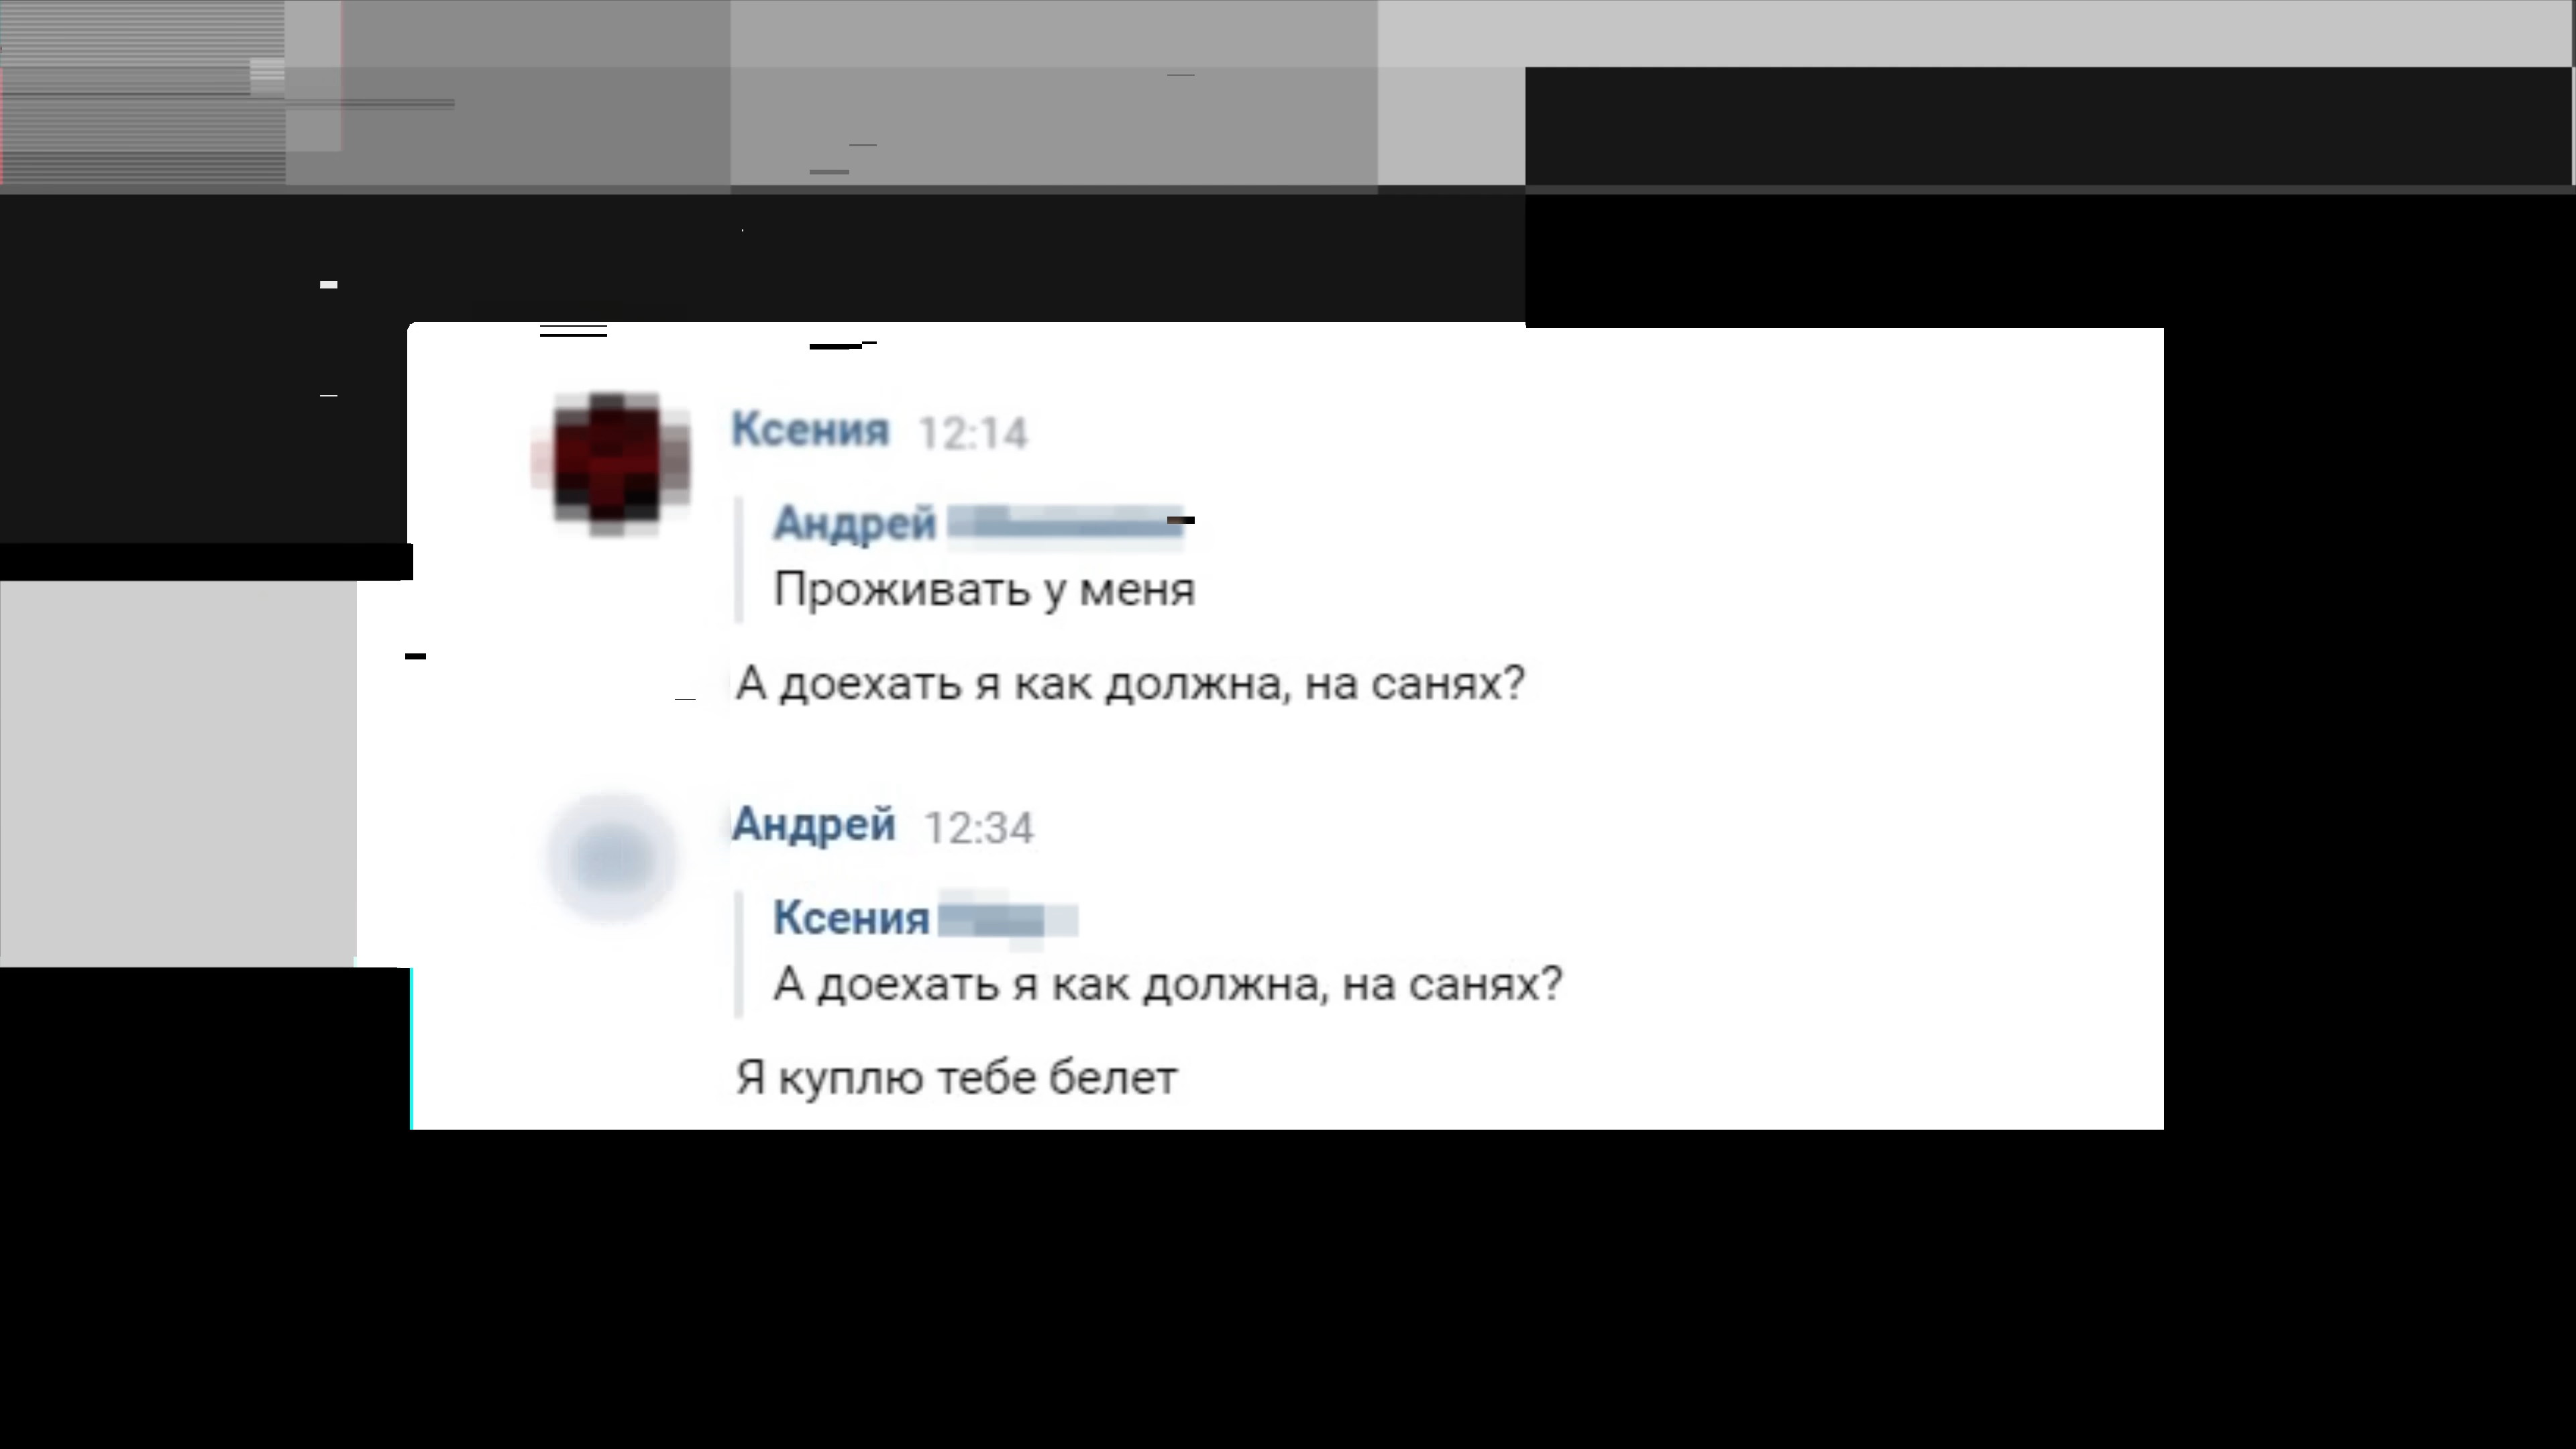 Ксения 12:14
Андрей
Проживать у меня
А доехать я как должна, на санях?
Андрей 12:34
Ксения
А доехать я как должна, на санях?
Я куплю тебе белет